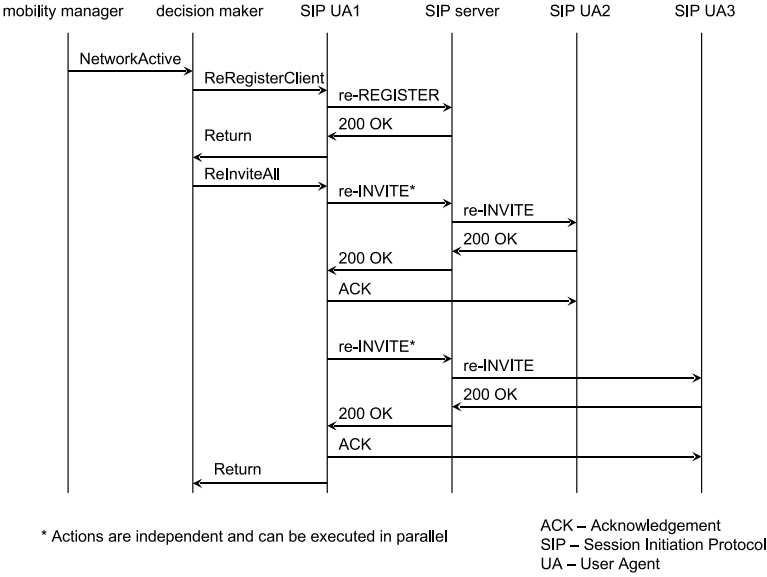 mobility manager decision maker SIP UA1 SIP server SIP UA2 SIP UA3
NetworkActive
ReRegisterClient
re-REGISTER
200 OK
Return
ReInviteAll
re-INVITE*
re-INVITE
200 OK
200 OK
ACK
re-INVITE*
re-INVITE
200 OK
200 OK
ACK
Return
* Actions are independent and can be executed in parallel
ACK – Acknowledgement
SIP – Session Initiation Protocol
UA – User Agent